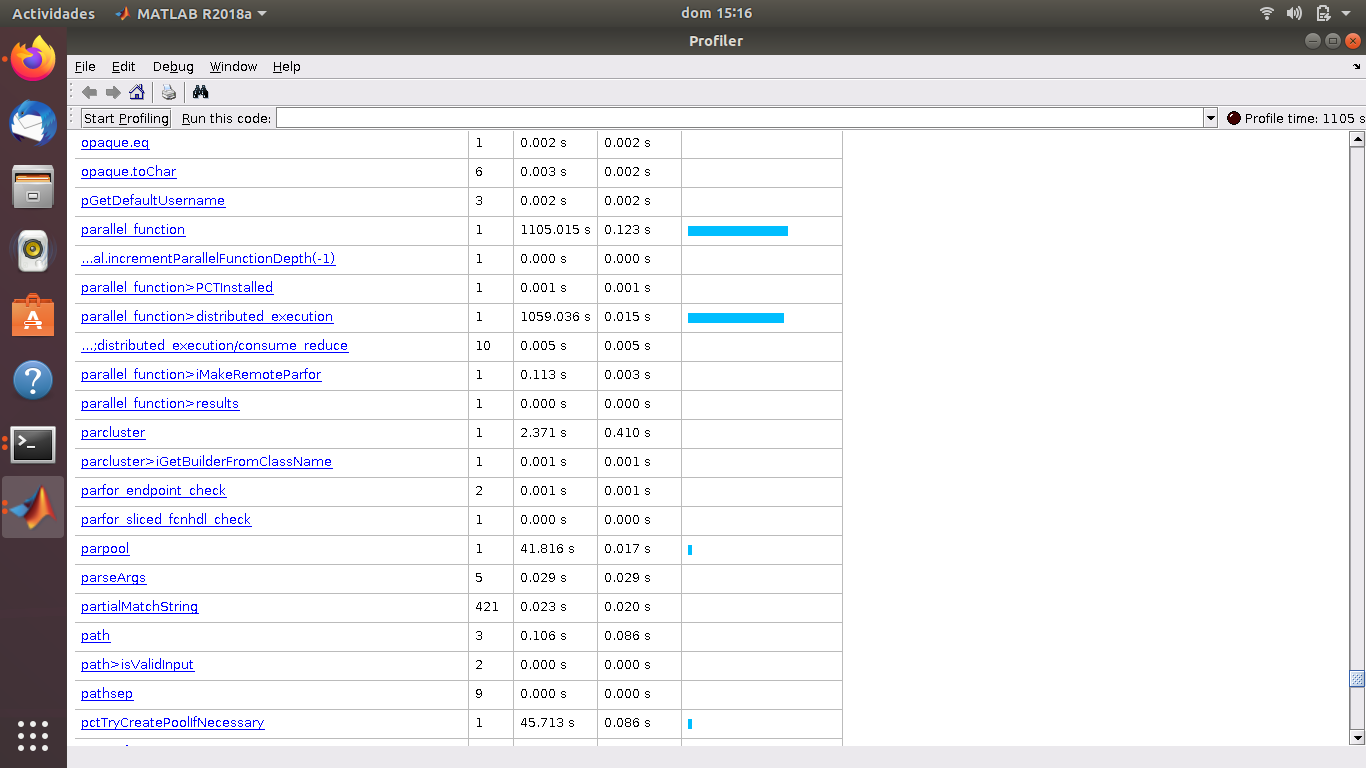 Actividades MATLAB R2018a dom 15:16
Profiler
File Edit Debug Window Help
Start Profiling Run this code: Profile time: 1105 s
opaque.eq 1 0.002 s 0.002 s
opaque.toChar 6 0.003 s 0.002 s
pGetDefaultUsername 3 0.002 s 0.002 s
parallel_function 1 1105.015 s 0.123 s
...al.incrementParallelFunctionDepth(-1) 1 0.000 s 0.000 s
parallel_function>PCTInstalled 1 0.001 s 0.001 s
parallel_function>distributed_execution 1 1059.036 s 0.015 s
...;distributed_execution/consume_reduce 10 0.005 s 0.005 s
parallel_function>iMakeRemoteParfor 1 0.113 s 0.003 s
parallel_function>results 1 0.000 s 0.000 s
parcluster 1 2.371 s 0.410 s
parcluster>iGetBuilderFromClassName 1 0.001 s 0.001 s
parfor_endpoint_check 2 0.001 s 0.001 s
parfor_sliced_fcnhdl_check 1 0.000 s 0.000 s
parpool 1 41.816 s 0.017 s
parseArgs 5 0.029 s 0.029 s
partialMatchString 421 0.023 s 0.020 s
path 3 0.106 s 0.086 s
path>isValidInput 2 0.000 s 0.000 s
pathsep 9 0.000 s 0.000 s
pctTryCreatePoolIfNecessary 1 45.713 s 0.086 s